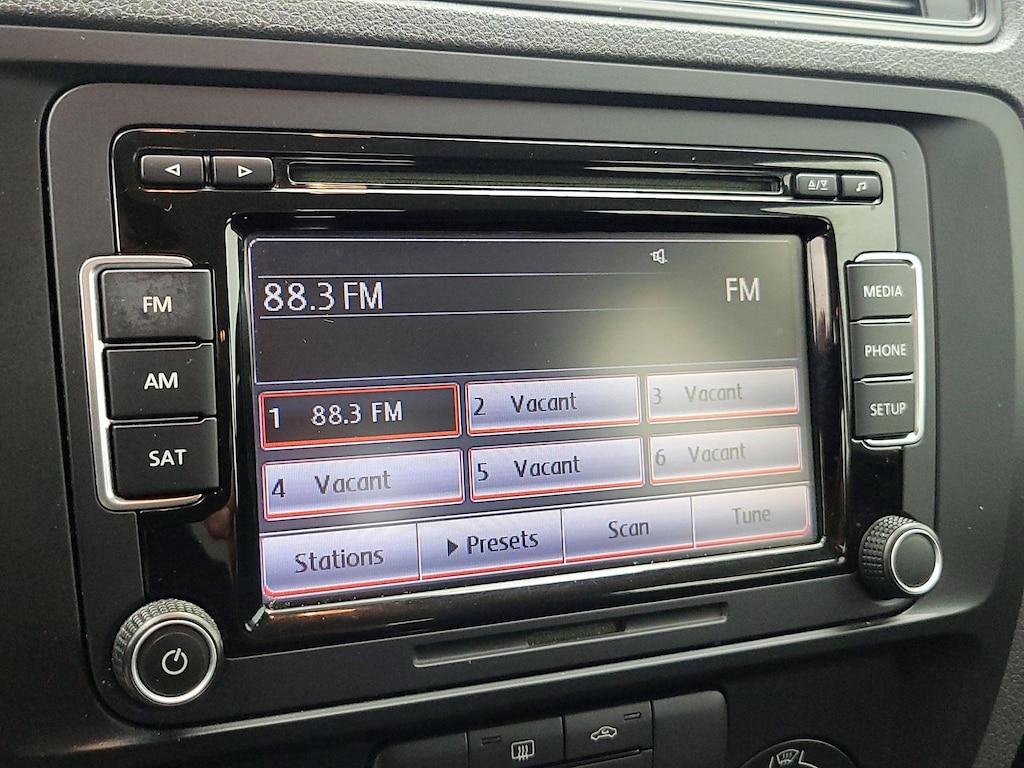 FM
AM
SAT
88.3 FM FM
1 88.3 FM 2 Vacant 3 Vacant
4 Vacant 5 Vacant 6 Vacant
Stations Presets Scan Tune
MEDIA
PHONE
SETUP